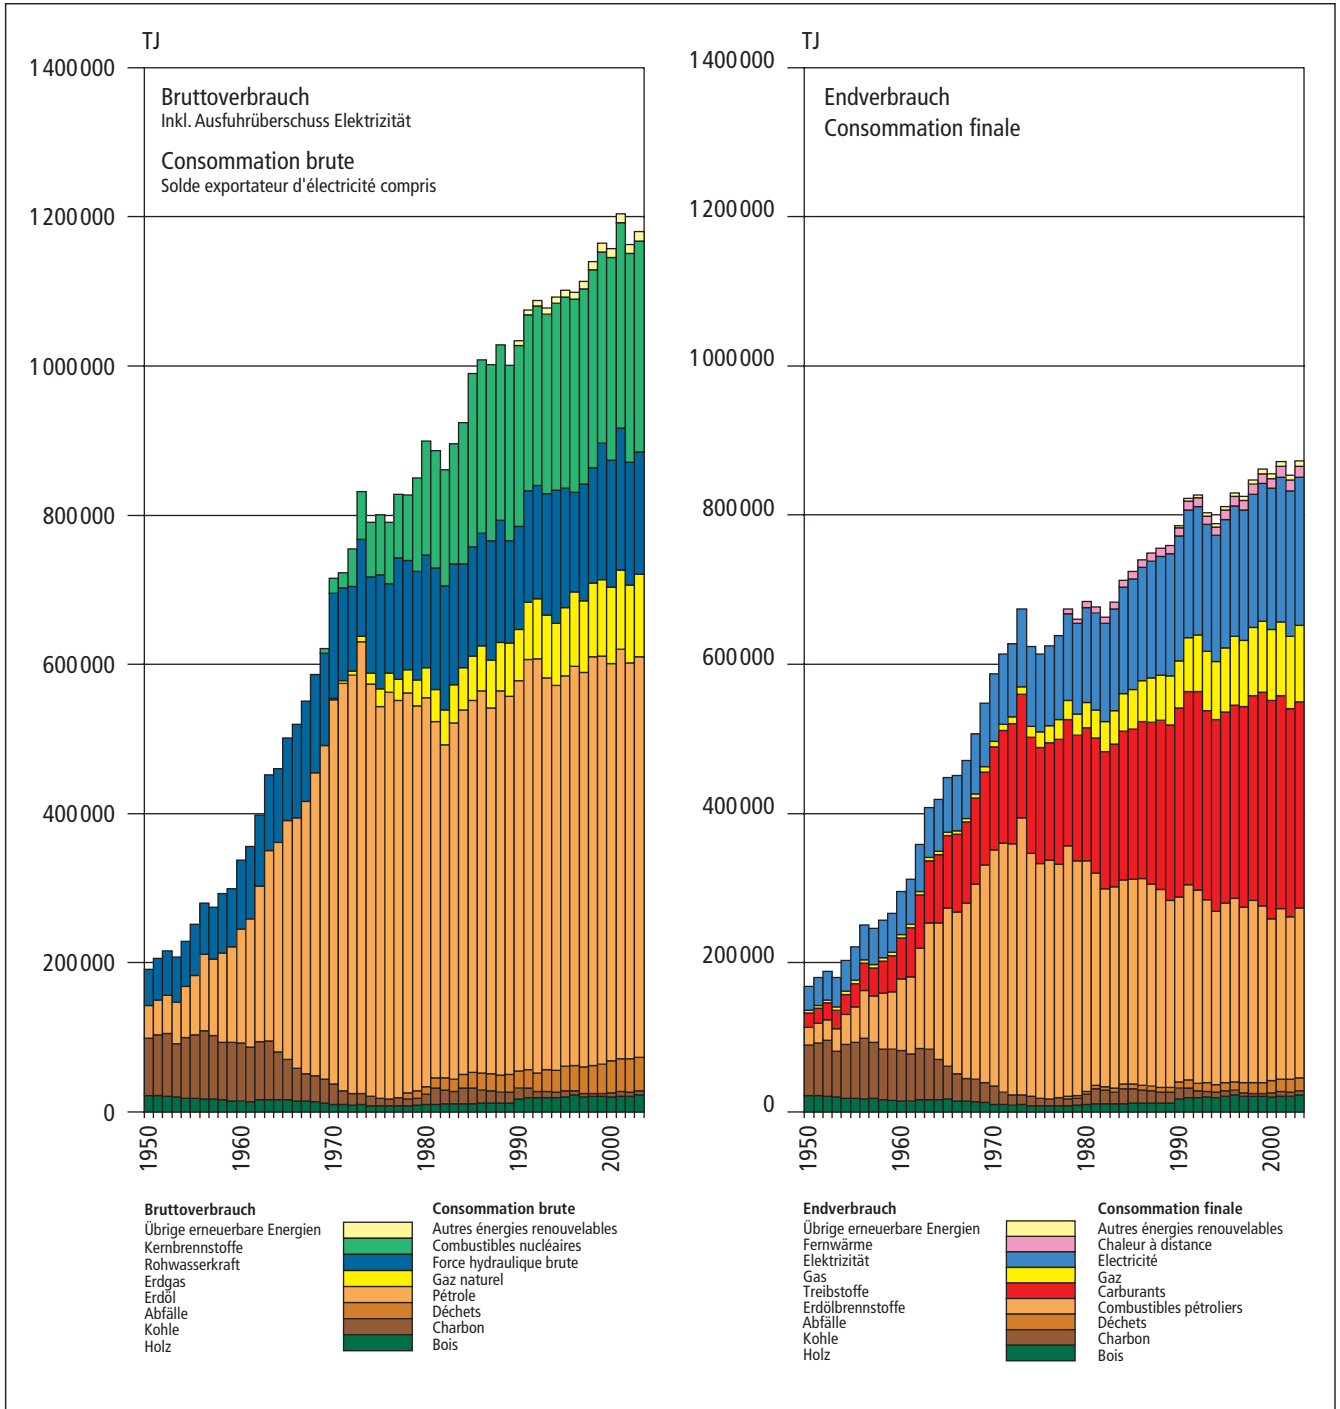 TJ
1400000
1200000
1000000
800000
600000
400000
200000
0
Bruttoverbrauch
Inkl. Ausfuhrüberschuss Elektrizität
Consommation brute
Solde exportateur d'électricité compris
1950
1960
1970
1980
1990
2000
Bruttoverbrauch Consommation brute
Übrige erneuerbare Energien Autres énergies renouvelables
Kernbrennstoffe Combustibles nucléaires
Rohwasserkraft Force hydraulique brute
Erdgas Gaz naturel
Erdöl Pétrole
Abfälle Déchets
Kohle Charbon
Holz Bois
TJ
1400000
1200000
1000000
800000
600000
400000
200000
0
Endverbrauch
Consommation finale
1950
1960
1970
1980
1990
2000
Endverbrauch Consommation finale
Übrige erneuerbare Energien Autres énergies renouvelables
Fernwärme Chaleur à distance
Elektrizität Electricité
Gas Gaz
Treibstoffe Carburants
Erdölbrennstoffe Combustibles pétroliers
Abfälle Déchets
Kohle Charbon
Holz Bois